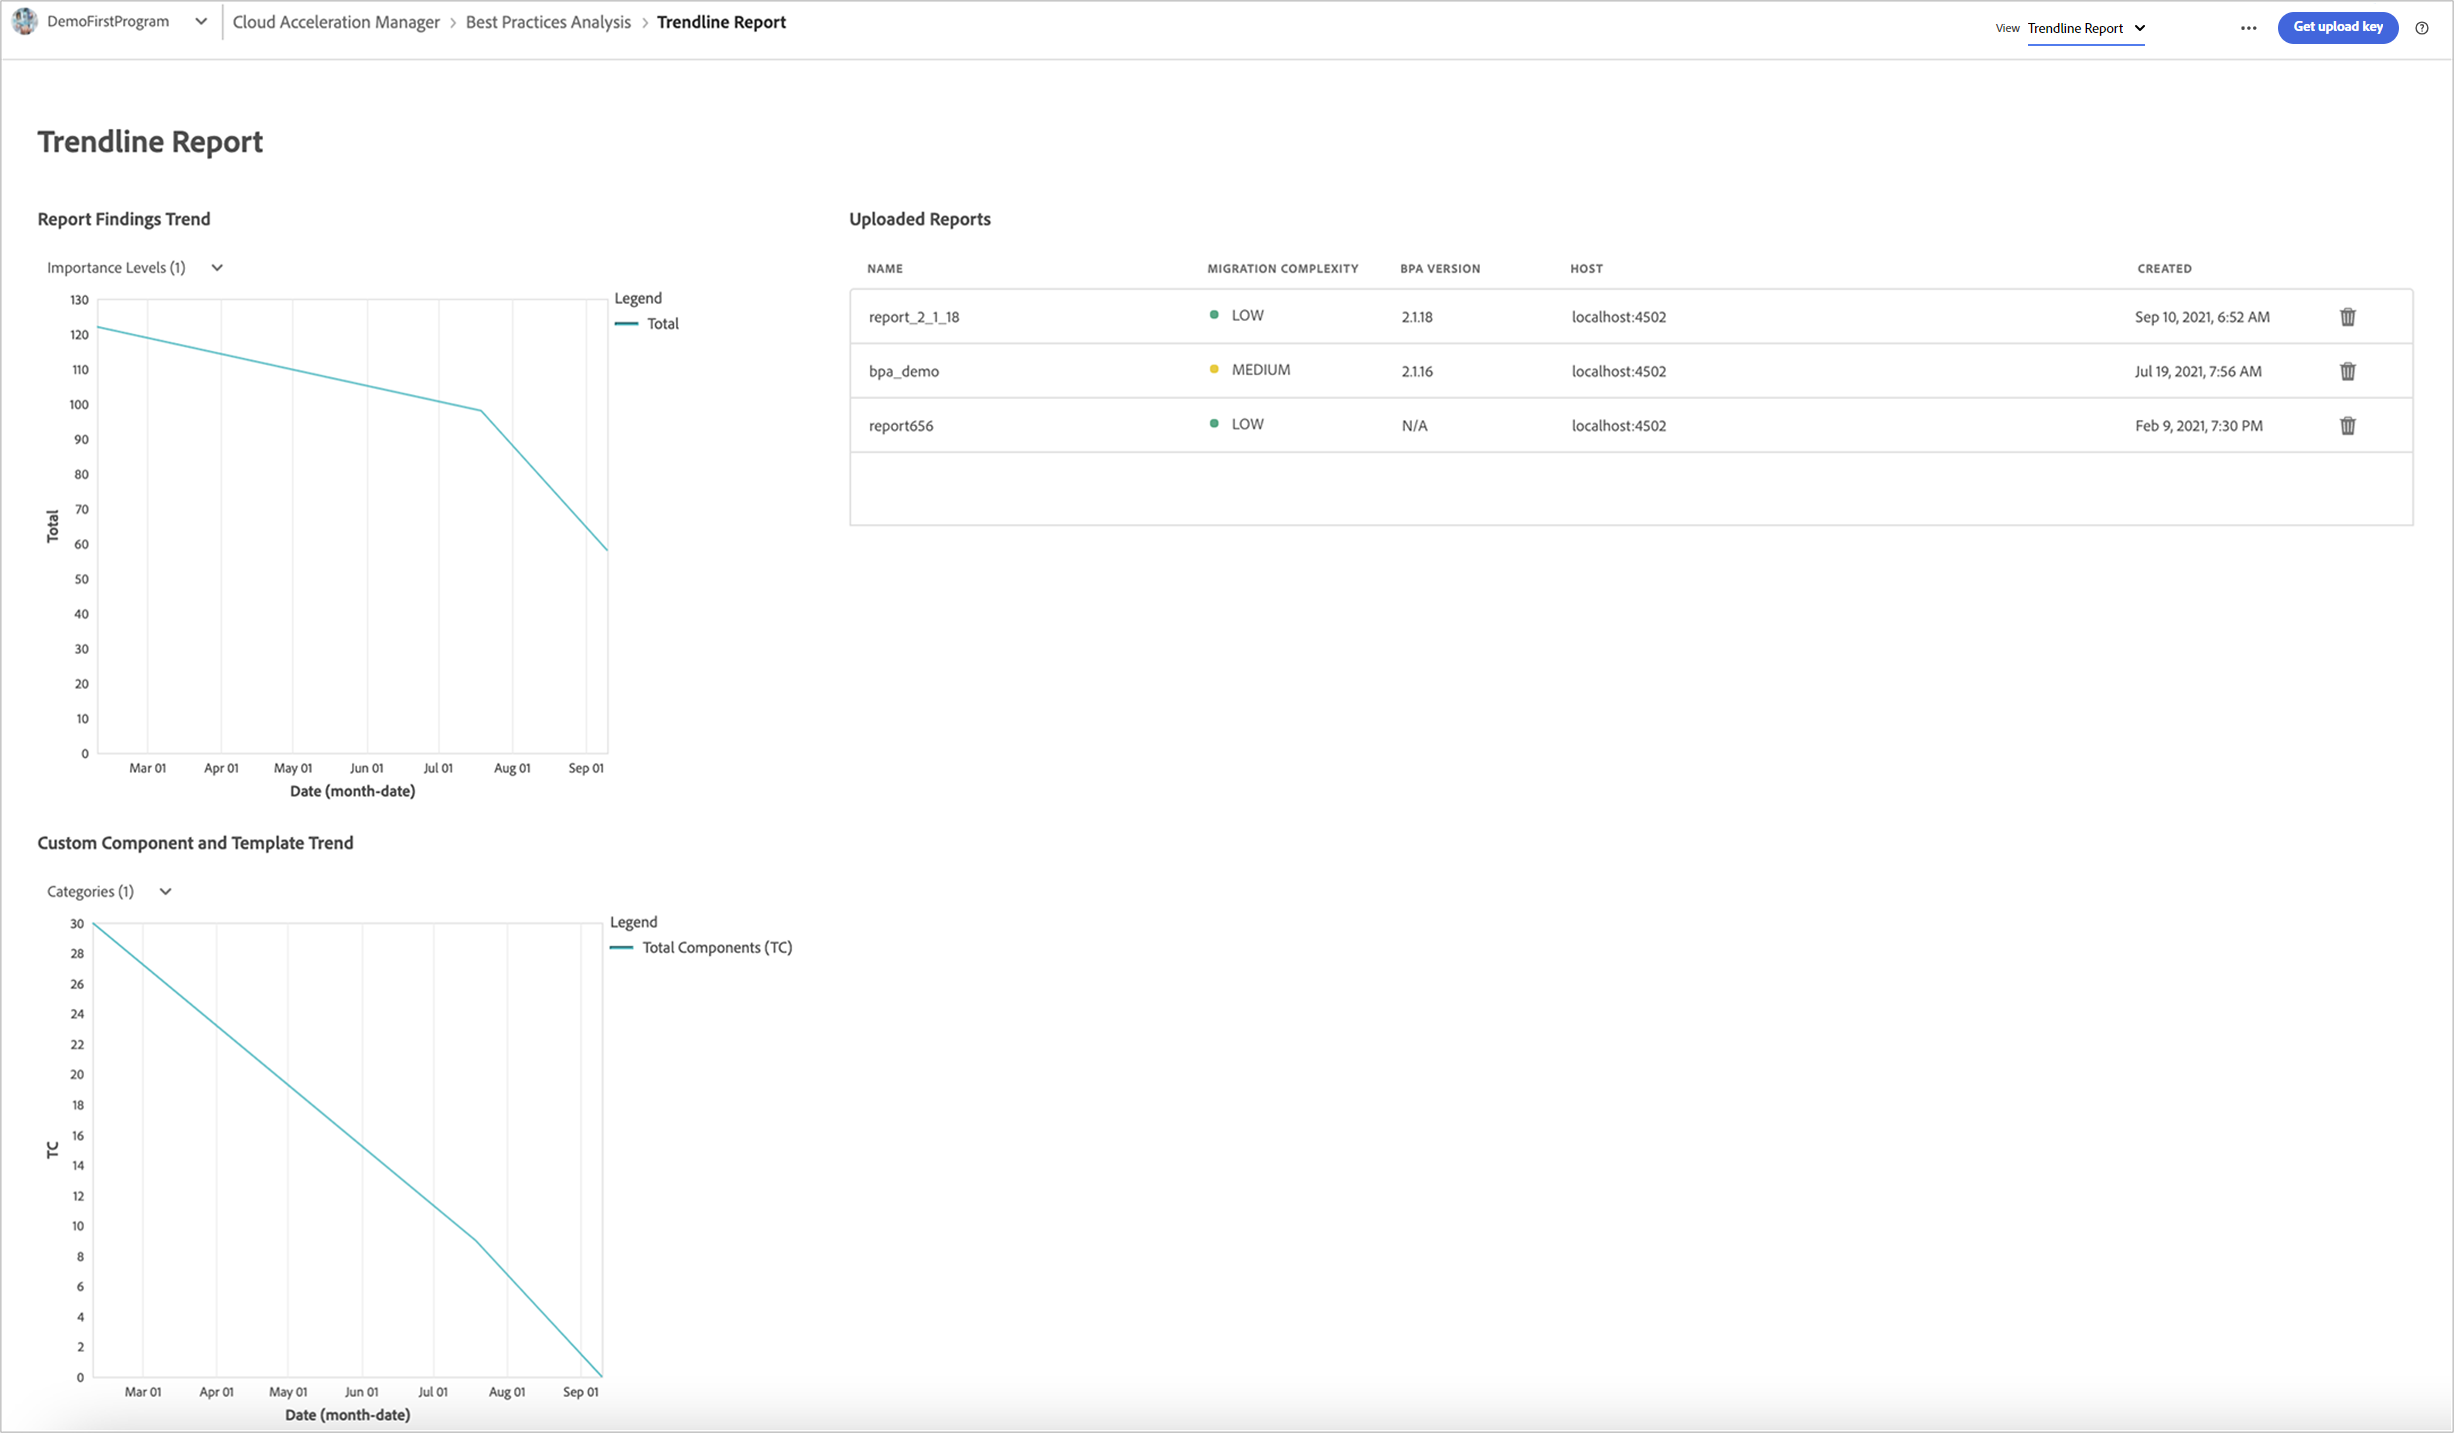 DemoFirstProgram Cloud Acceleration Manager > Best Practices Analysis > Trendline Report View Trendline Report ... Get upload key
Trendline Report
Report Findings Trend
Importance Levels (1)
130
120
110
100
90
80
70
60
50
40
30
20
10
0
Total
Mar 01 Apr 01 May 01 Jun 01 Jul 01 Aug 01 Sep 01
Date (month-date)
Legend
Total
Uploaded Reports
NAME MIGRATION COMPLEXITY BPA VERSION HOST CREATED
report_2_1_18 LOW 2.1.18 localhost:4502 Sep 10, 2021, 6:52 AM
bpa_demo MEDIUM 2.1.16 localhost:4502 Jul 19, 2021, 7:56 AM
report656 LOW N/A localhost:4502 Feb 9, 2021, 7:30 PM
Custom Component and Template Trend
Categories (1)
30
28
26
24
22
20
18
16
14
12
10
8
6
4
2
0
TC
Mar 01 Apr 01 May 01 Jun 01 Jul 01 Aug 01 Sep 01
Date (month-date)
Legend
Total Components (TC)